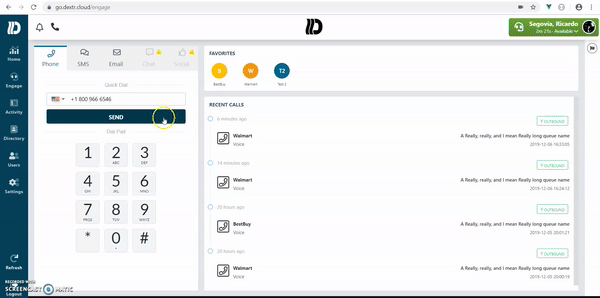 go.dextr.cloud/engage
Segovia, Ricardo
2m 21s - Available
Home
Engage
Activity
Directory
Users
Settings
Refresh
Logout
Phone
SMS
Email
Chat
Social
Quick Dial
+1 800 966 6546
SEND
Dial Pad
1
2 ABC
3 DEF
4 GHI
5 JKL
6 MNO
7 PQRS
8 TUV
9 WXYZ
*
0 +
#
FAVORITES
B
W
T2
BestBuy
Walmart
Test 2
RECENT CALLS
6 minutes ago
OUTBOUND
Walmart
A Really, really, and I mean Really long queue name
Voice
2019-12-06 16:33:05
14 minutes ago
OUTBOUND
Walmart
A Really, really, and I mean Really long queue name
Voice
2019-12-06 16:24:12
20 hours ago
OUTBOUND
BestBuy
A Really, really, and I mean Really long queue name
Voice
2019-12-05 20:01:21
20 hours ago
OUTBOUND
Walmart
A Really, really, and I mean Really long queue name
Voice
2019-12-05 20:00:19
RECORDED WITH
SCREENCAST MATIC